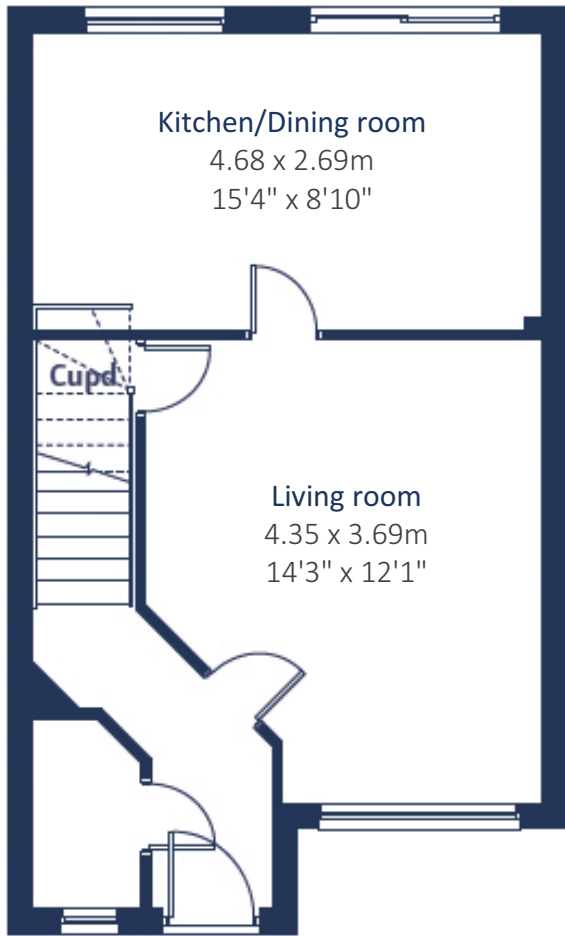 Kitchen/Dining room
4.68 x 2.69m
15'4" x 8'10"
Cupd
Living room
4.35 x 3.69m
14'3" x 12'1"